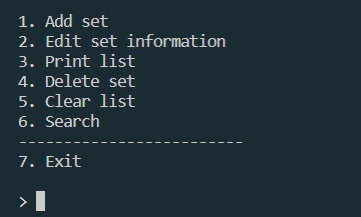 1. Add set
2. Edit set information
3. Print list
4. Delete set
5. Clear list
6. Search
-------------------------
7. Exit
>